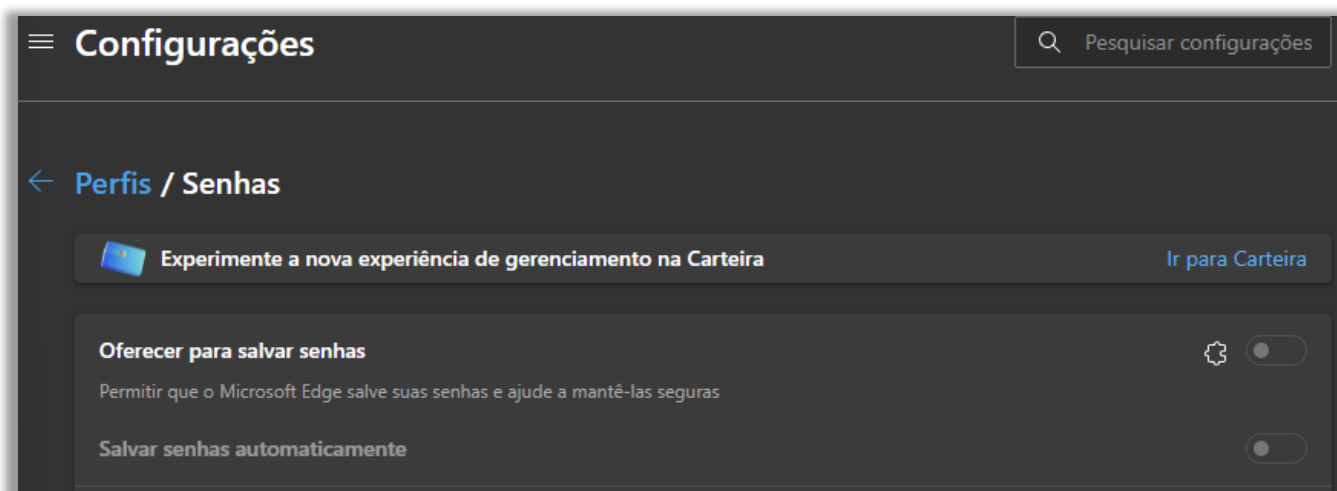 Configurações
Pesquisar configurações
Perfis / Senhas
Experimente a nova experiência de gerenciamento na Carteira
Ir para Carteira
Oferecer para salvar senhas
Permitir que o Microsoft Edge salve suas senhas e ajude a mantê-las seguras
Salvar senhas automaticamente